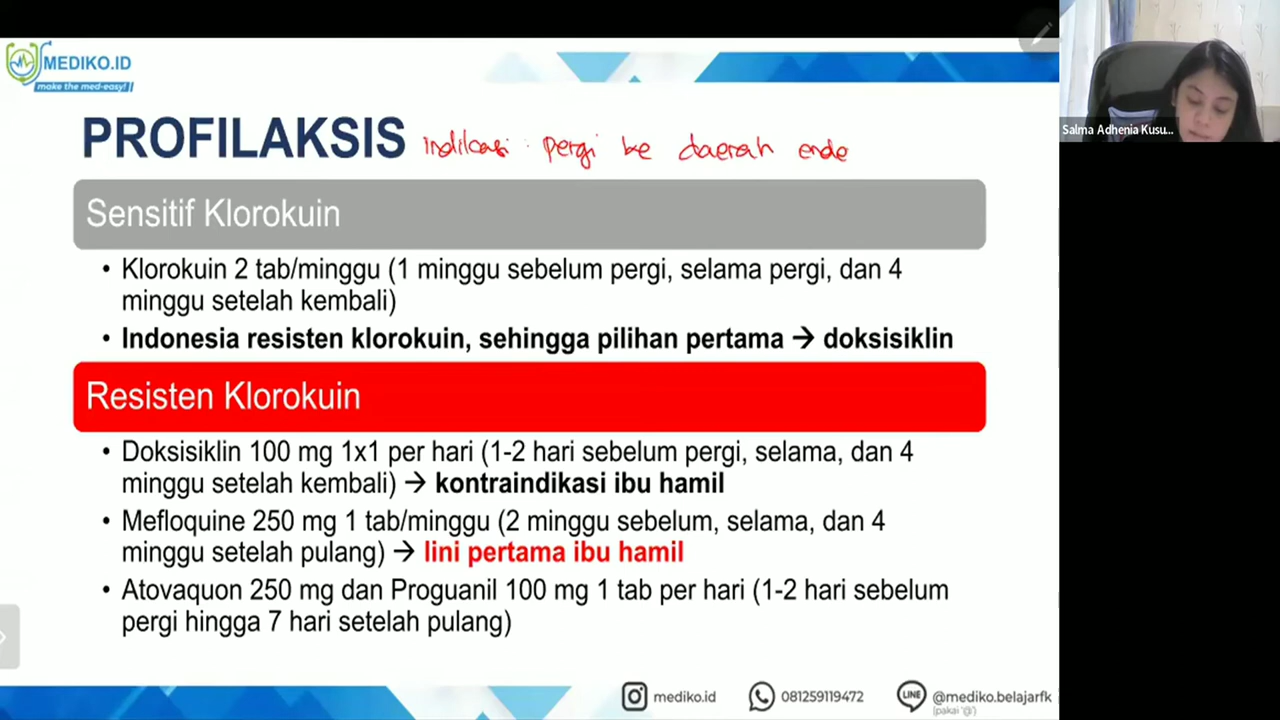 MEDIKO.ID
make the med-easy!
PROFILAKSIS indikasi : pergi ke daerah ende
Sensitif Klorokuin
• Klorokuin 2 tab/minggu (1 minggu sebelum pergi, selama pergi, dan 4
minggu setelah kembali)
• Indonesia resisten klorokuin, sehingga pilihan pertama → doksisiklin
Resisten Klorokuin
• Doksisiklin 100 mg 1x1 per hari (1-2 hari sebelum pergi, selama, dan 4
minggu setelah kembali) → kontraindikasi ibu hamil
• Mefloquine 250 mg 1 tab/minggu (2 minggu sebelum, selama, dan 4
minggu setelah pulang) → lini pertama ibu hamil
• Atovaquon 250 mg dan Proguanil 100 mg 1 tab per hari (1-2 hari sebelum
pergi hingga 7 hari setelah pulang)
mediko.id
081259119472
LINE
@mediko.belajarfk
(pakai '@')
Salma Adhenia Kusu...